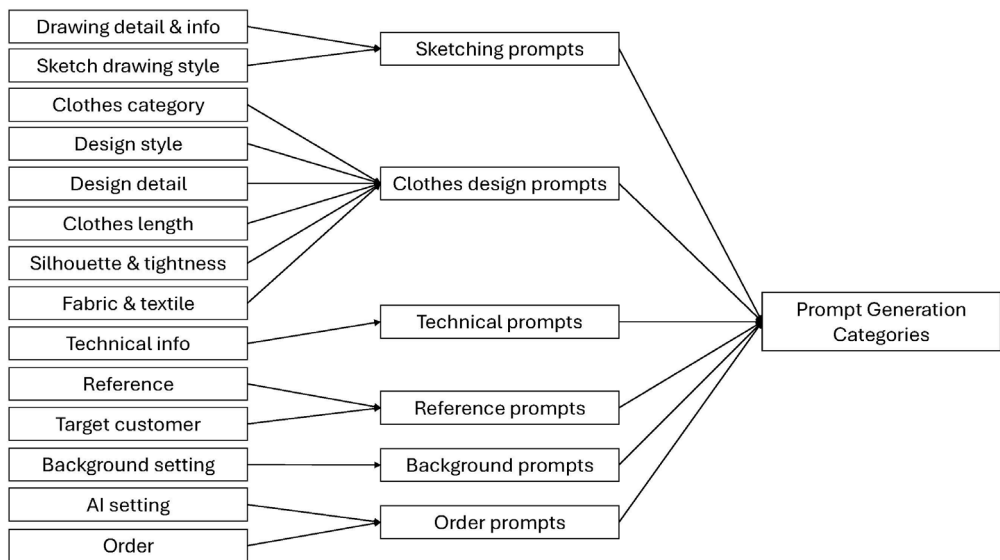 Drawing detail & info
Sketch drawing style
Clothes category
Design style
Design detail
Clothes length
Silhouette & tightness
Fabric & textile
Technical info
Reference
Target customer
Background setting
AI setting
Order
Sketching prompts
Clothes design prompts
Technical prompts
Reference prompts
Background prompts
Order prompts
Prompt Generation
Categories